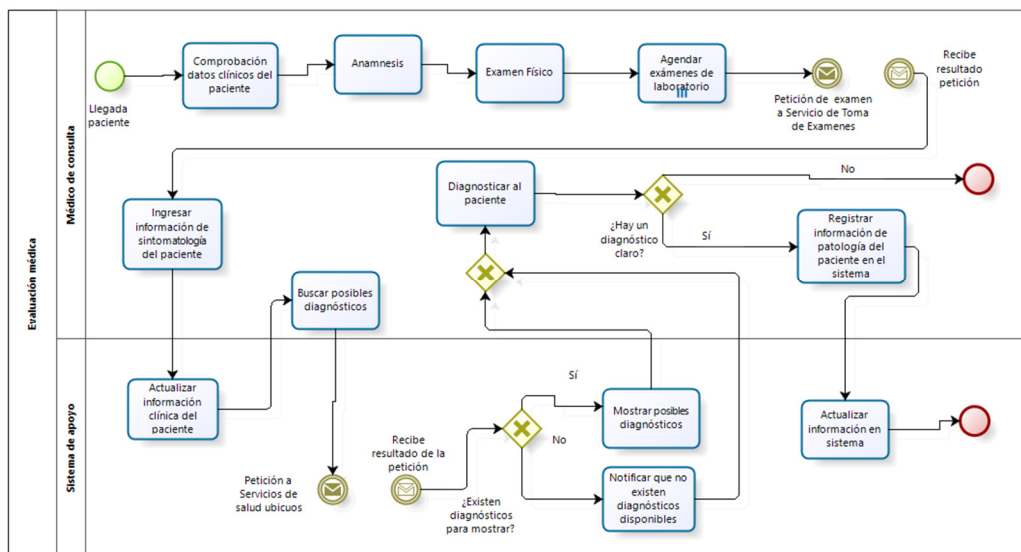 Evaluación médica
Médico de consulta
Llegada
paciente
Comprobación
datos clínicos del
paciente
Anamnesis
Examen Físico
Agendar
exámenes de
laboratorio
Petición de examen
a Servicio de Toma
de Examenes
Recibe
resultado
petición
Ingresar
información de
sintomatología
del paciente
Buscar posibles
diagnósticos
Diagnosticar al
paciente
¿Hay un
diagnóstico
claro?
No
Sí
Registrar
información de
patología del
paciente en el
sistema
Sistema de apoyo
Actualizar
información
clínica del
paciente
Petición a
Servicios de
salud ubicuos
Recibe
resultado de la
petición
¿Existen
diagnósticos
para mostrar?
Sí
No
Mostrar posibles
diagnósticos
Notificar que no
existen
diagnósticos
disponibles
Actualizar
información en
sistema